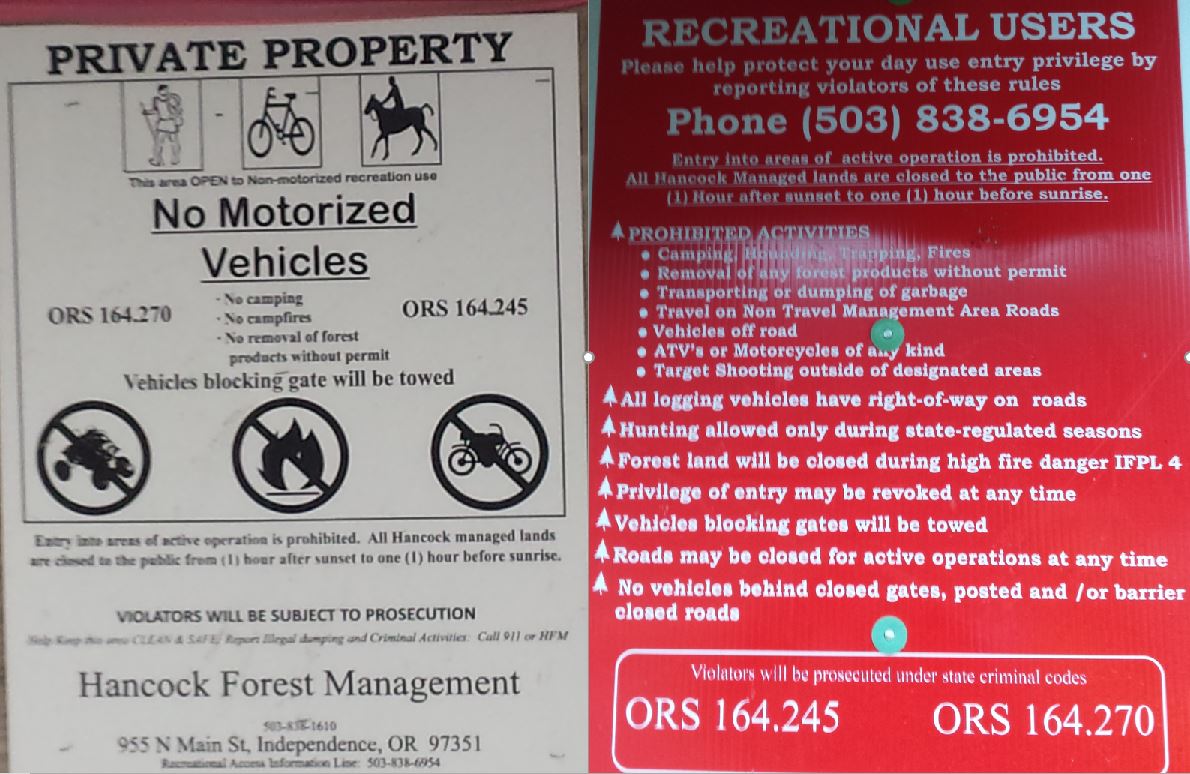 PRIVATE PROPERTY
This area OPEN to Non-motorized recreation use
No Motorized
Vehicles
ORS 164.270
· No camping
· No campfires
· No removal of forest
products without permit
ORS 164.245
Vehicles blocking gate will be towed
Entry into areas of active operation is prohibited. All Hancock managed lands
are closed to the public from (1) hour after sunset to one (1) hour before sunrise.
VIOLATORS WILL BE SUBJECT TO PROSECUTION
Help Keep this area CLEAN & SAFE/ Report Illegal dumping and Criminal Activities: Call 911 or HFM
Hancock Forest Management
503-838-1610
955 N Main St, Independence, OR 97351
Recreational Access Information Line: 503-838-6954
RECREATIONAL USERS
Please help protect your day use entry privilege by
reporting violators of these rules
Phone (503) 838-6954
Entry into areas of active operation is prohibited.
All Hancock Managed lands are closed to the public from one
(1) Hour after sunset to one (1) hour before sunrise.
PROHIBITED ACTIVITIES
• Camping, Hounding, Trapping, Fires
• Removal of any forest products without permit
• Transporting or dumping of garbage
• Travel on Non Travel Management Area Roads
• Vehicles off road
• ATV's or Motorcycles of any kind
• Target Shooting outside of designated areas
All logging vehicles have right-of-way on roads
Hunting allowed only during state-regulated seasons
Forest land will be closed during high fire danger IFPL 4
Privilege of entry may be revoked at any time
Vehicles blocking gates will be towed
Roads may be closed for active operations at any time
No vehicles behind closed gates, posted and /or barrier
closed roads
Violators will be prosecuted under state criminal codes
ORS 164.245 ORS 164.270